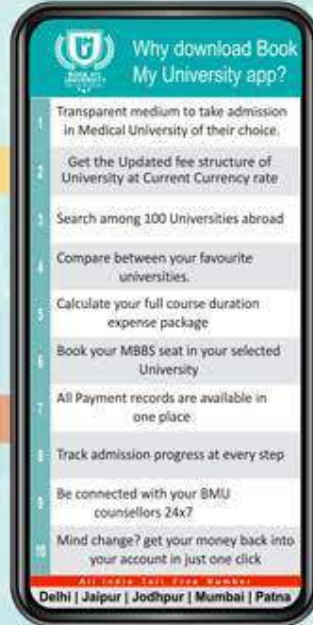 BOOK MY
UNIVERSITY
Why download Book
My University app?
1
Transparent medium to take admission
in Medical University of their choice.
2
Get the Updated fee structure of
University at Current Currency rate
3
Search among 100 Universities abroad
4
Compare between your favourite
universities.
5
Calculate your full course duration
expense package
6
Book your MBBS seat in your selected
University
7
All Payment records are available in
one place
8
Track admission progress at every step
9
Be connected with your BMU
counsellors 24x7
10
Mind change? get your money back into
your account in just one click
All India Toll Free Number
Delhi | Jaipur | Jodhpur | Mumbai | Patna